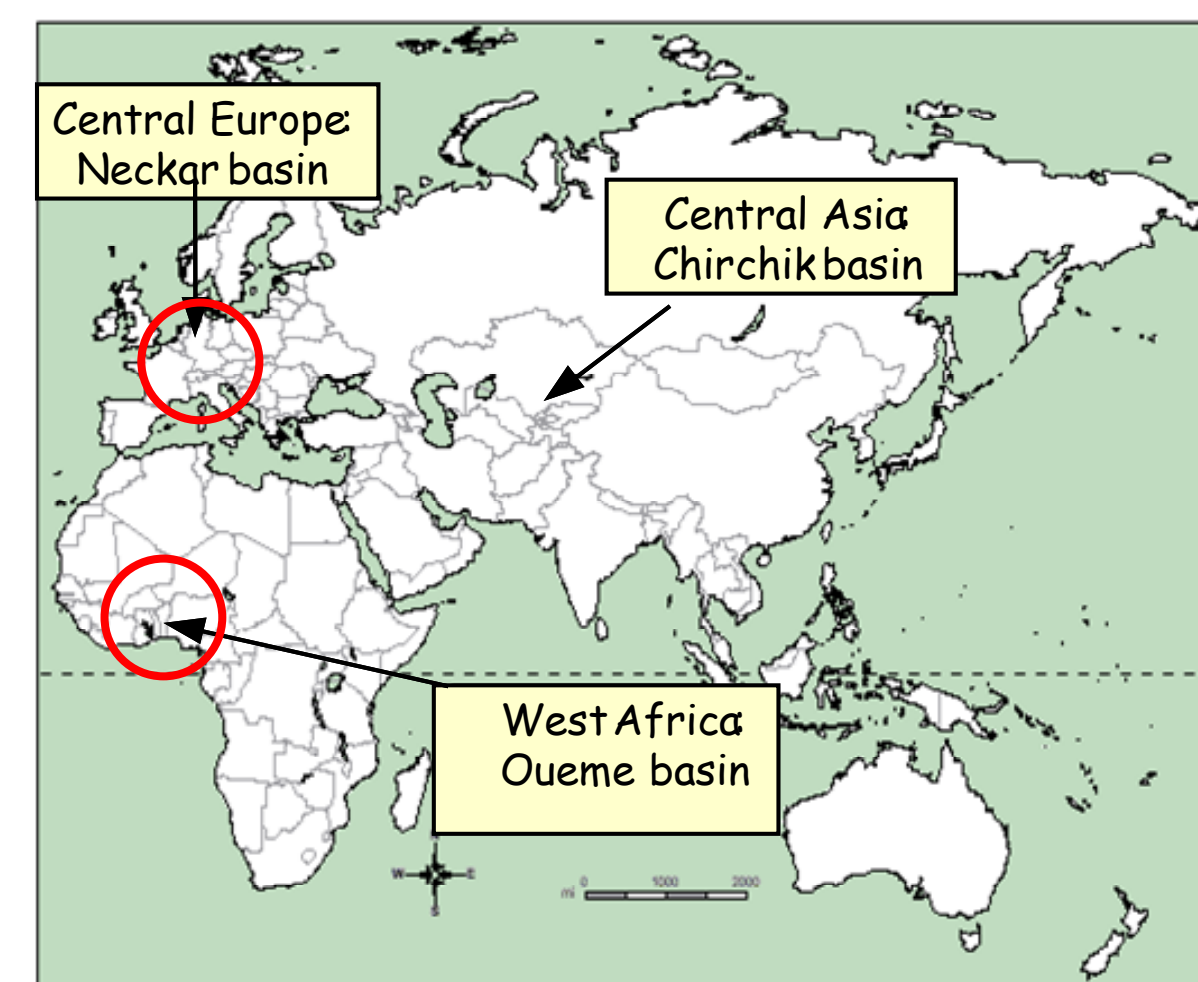 Central Europe:
Neckar basin
Central Asia:
Chirchik basin
West Africa:
Oueme basin
W E
S
mi 0 1000 2000